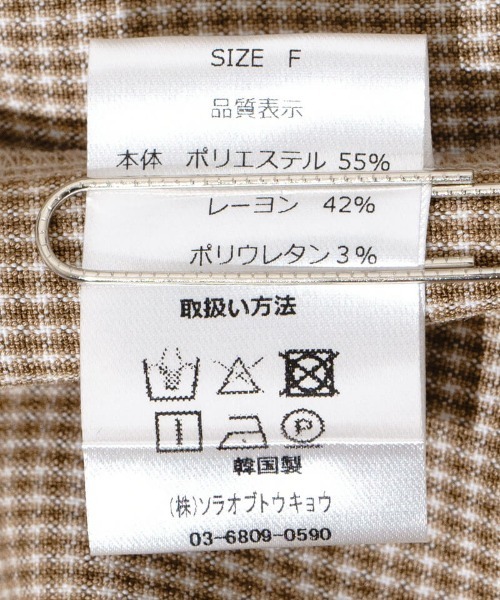 SIZE F
品質表示
本体 ポリエステル 55%
レーヨン 42%
ポリウレタン 3%
取扱い方法
P
韓国製
(株)ソラオブトウキョウ
03-6809-0590